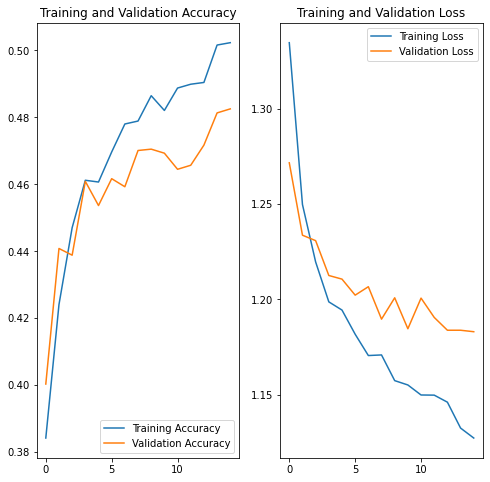 Training and Validation Accuracy
0.50
0.48
0.46
0.44
0.42
0.40
0.38
0
5
10
Training Accuracy
Validation Accuracy
Training and Validation Loss
Training Loss
Validation Loss
1.30
1.25
1.20
1.15
0
5
10